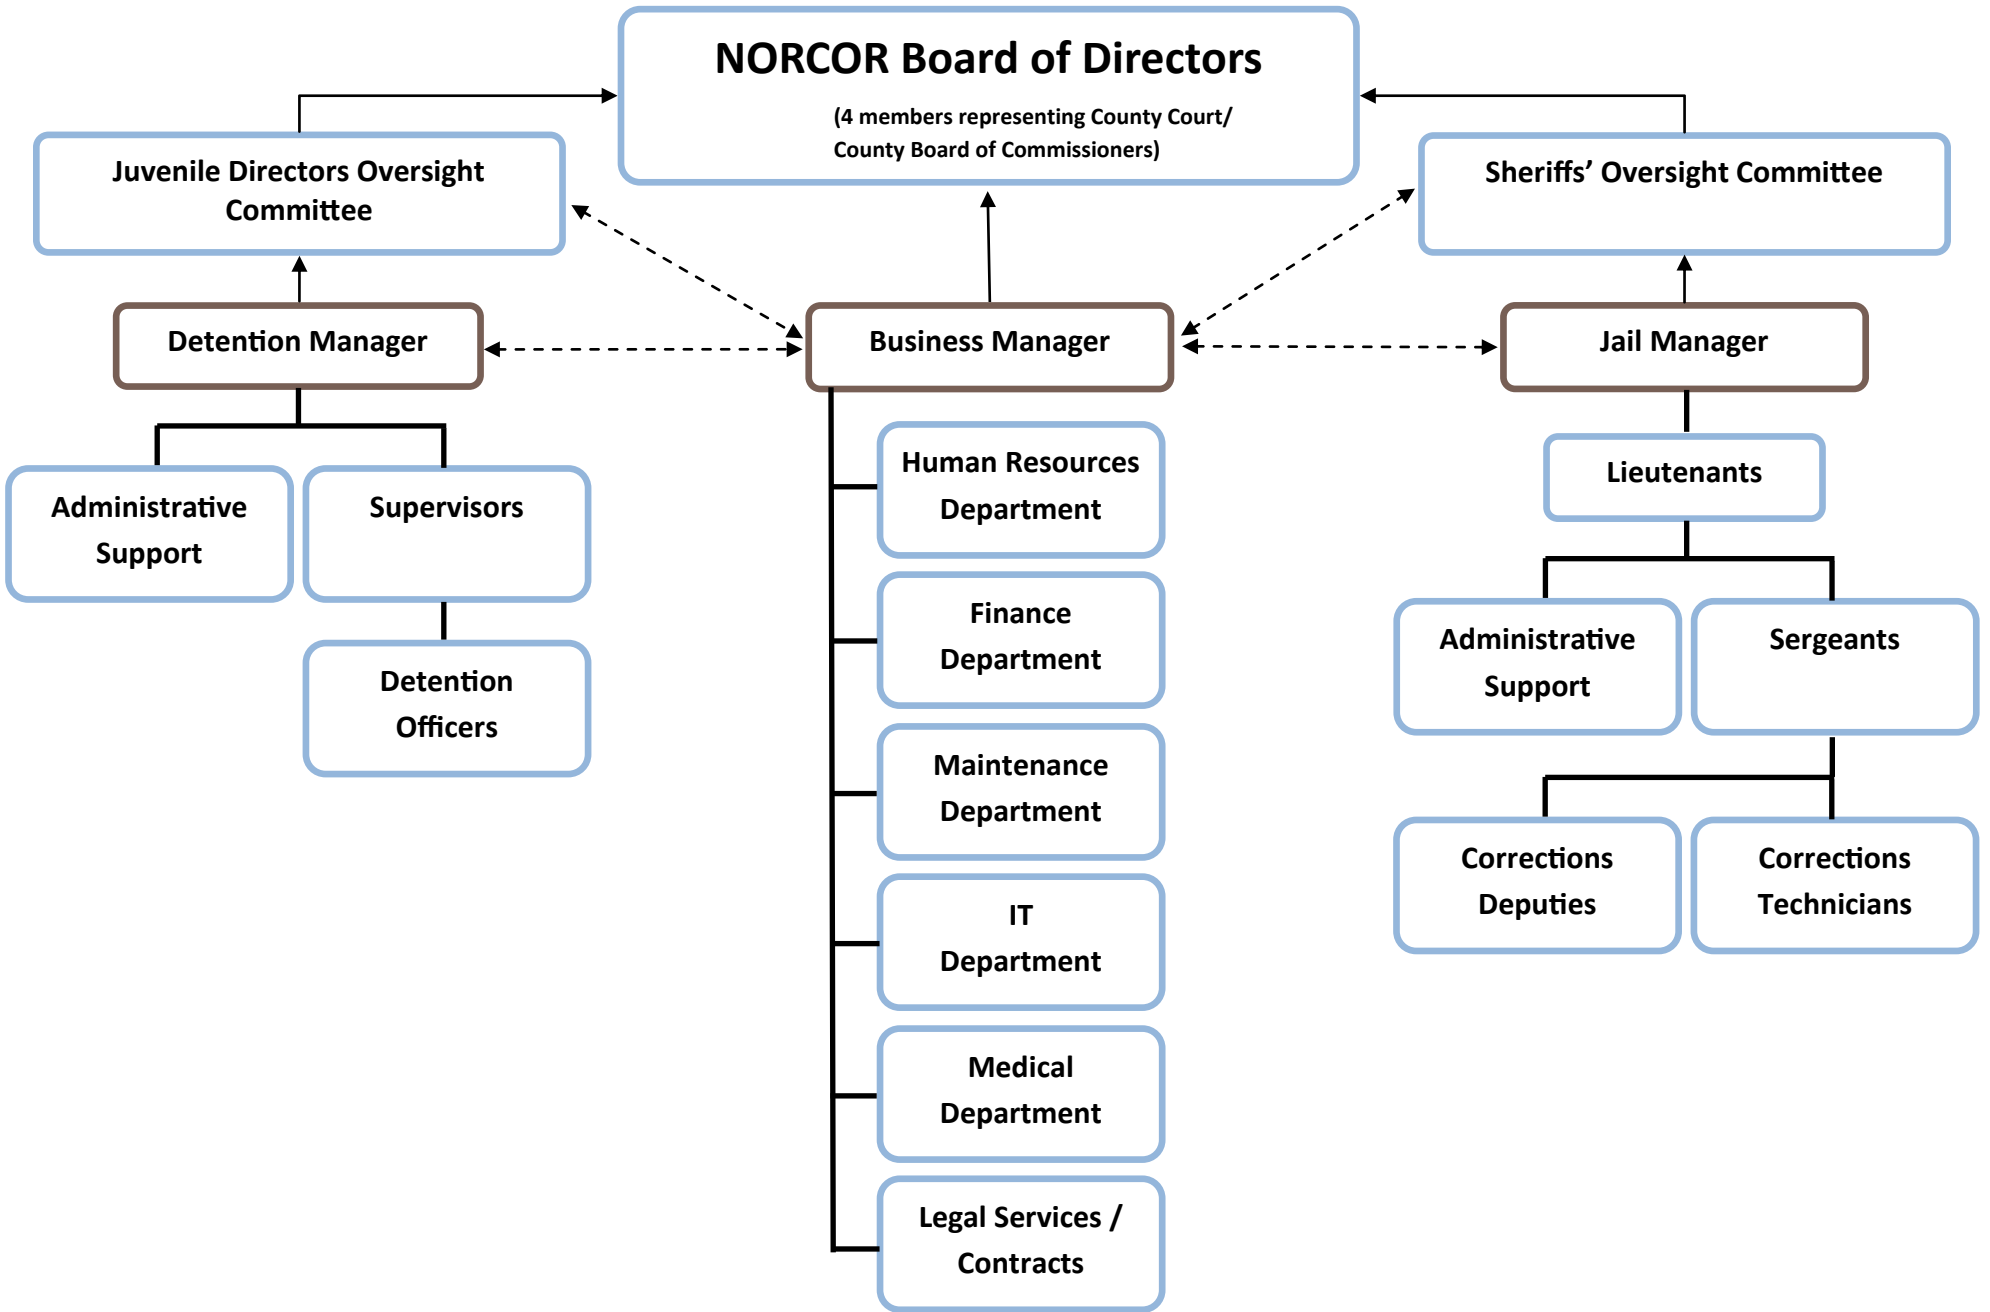 NORCOR Board of Directors
(4 members representing County Court/
County Board of Commissioners)
Juvenile Directors Oversight
Committee
Sheriffs’ Oversight Committee
Detention Manager
Business Manager
Jail Manager
Administrative
Support
Supervisors
Detention
Officers
Human Resources
Department
Finance
Department
Maintenance
Department
IT
Department
Medical
Department
Legal Services /
Contracts
Lieutenants
Administrative
Support
Sergeants
Corrections
Deputies
Corrections
Technicians